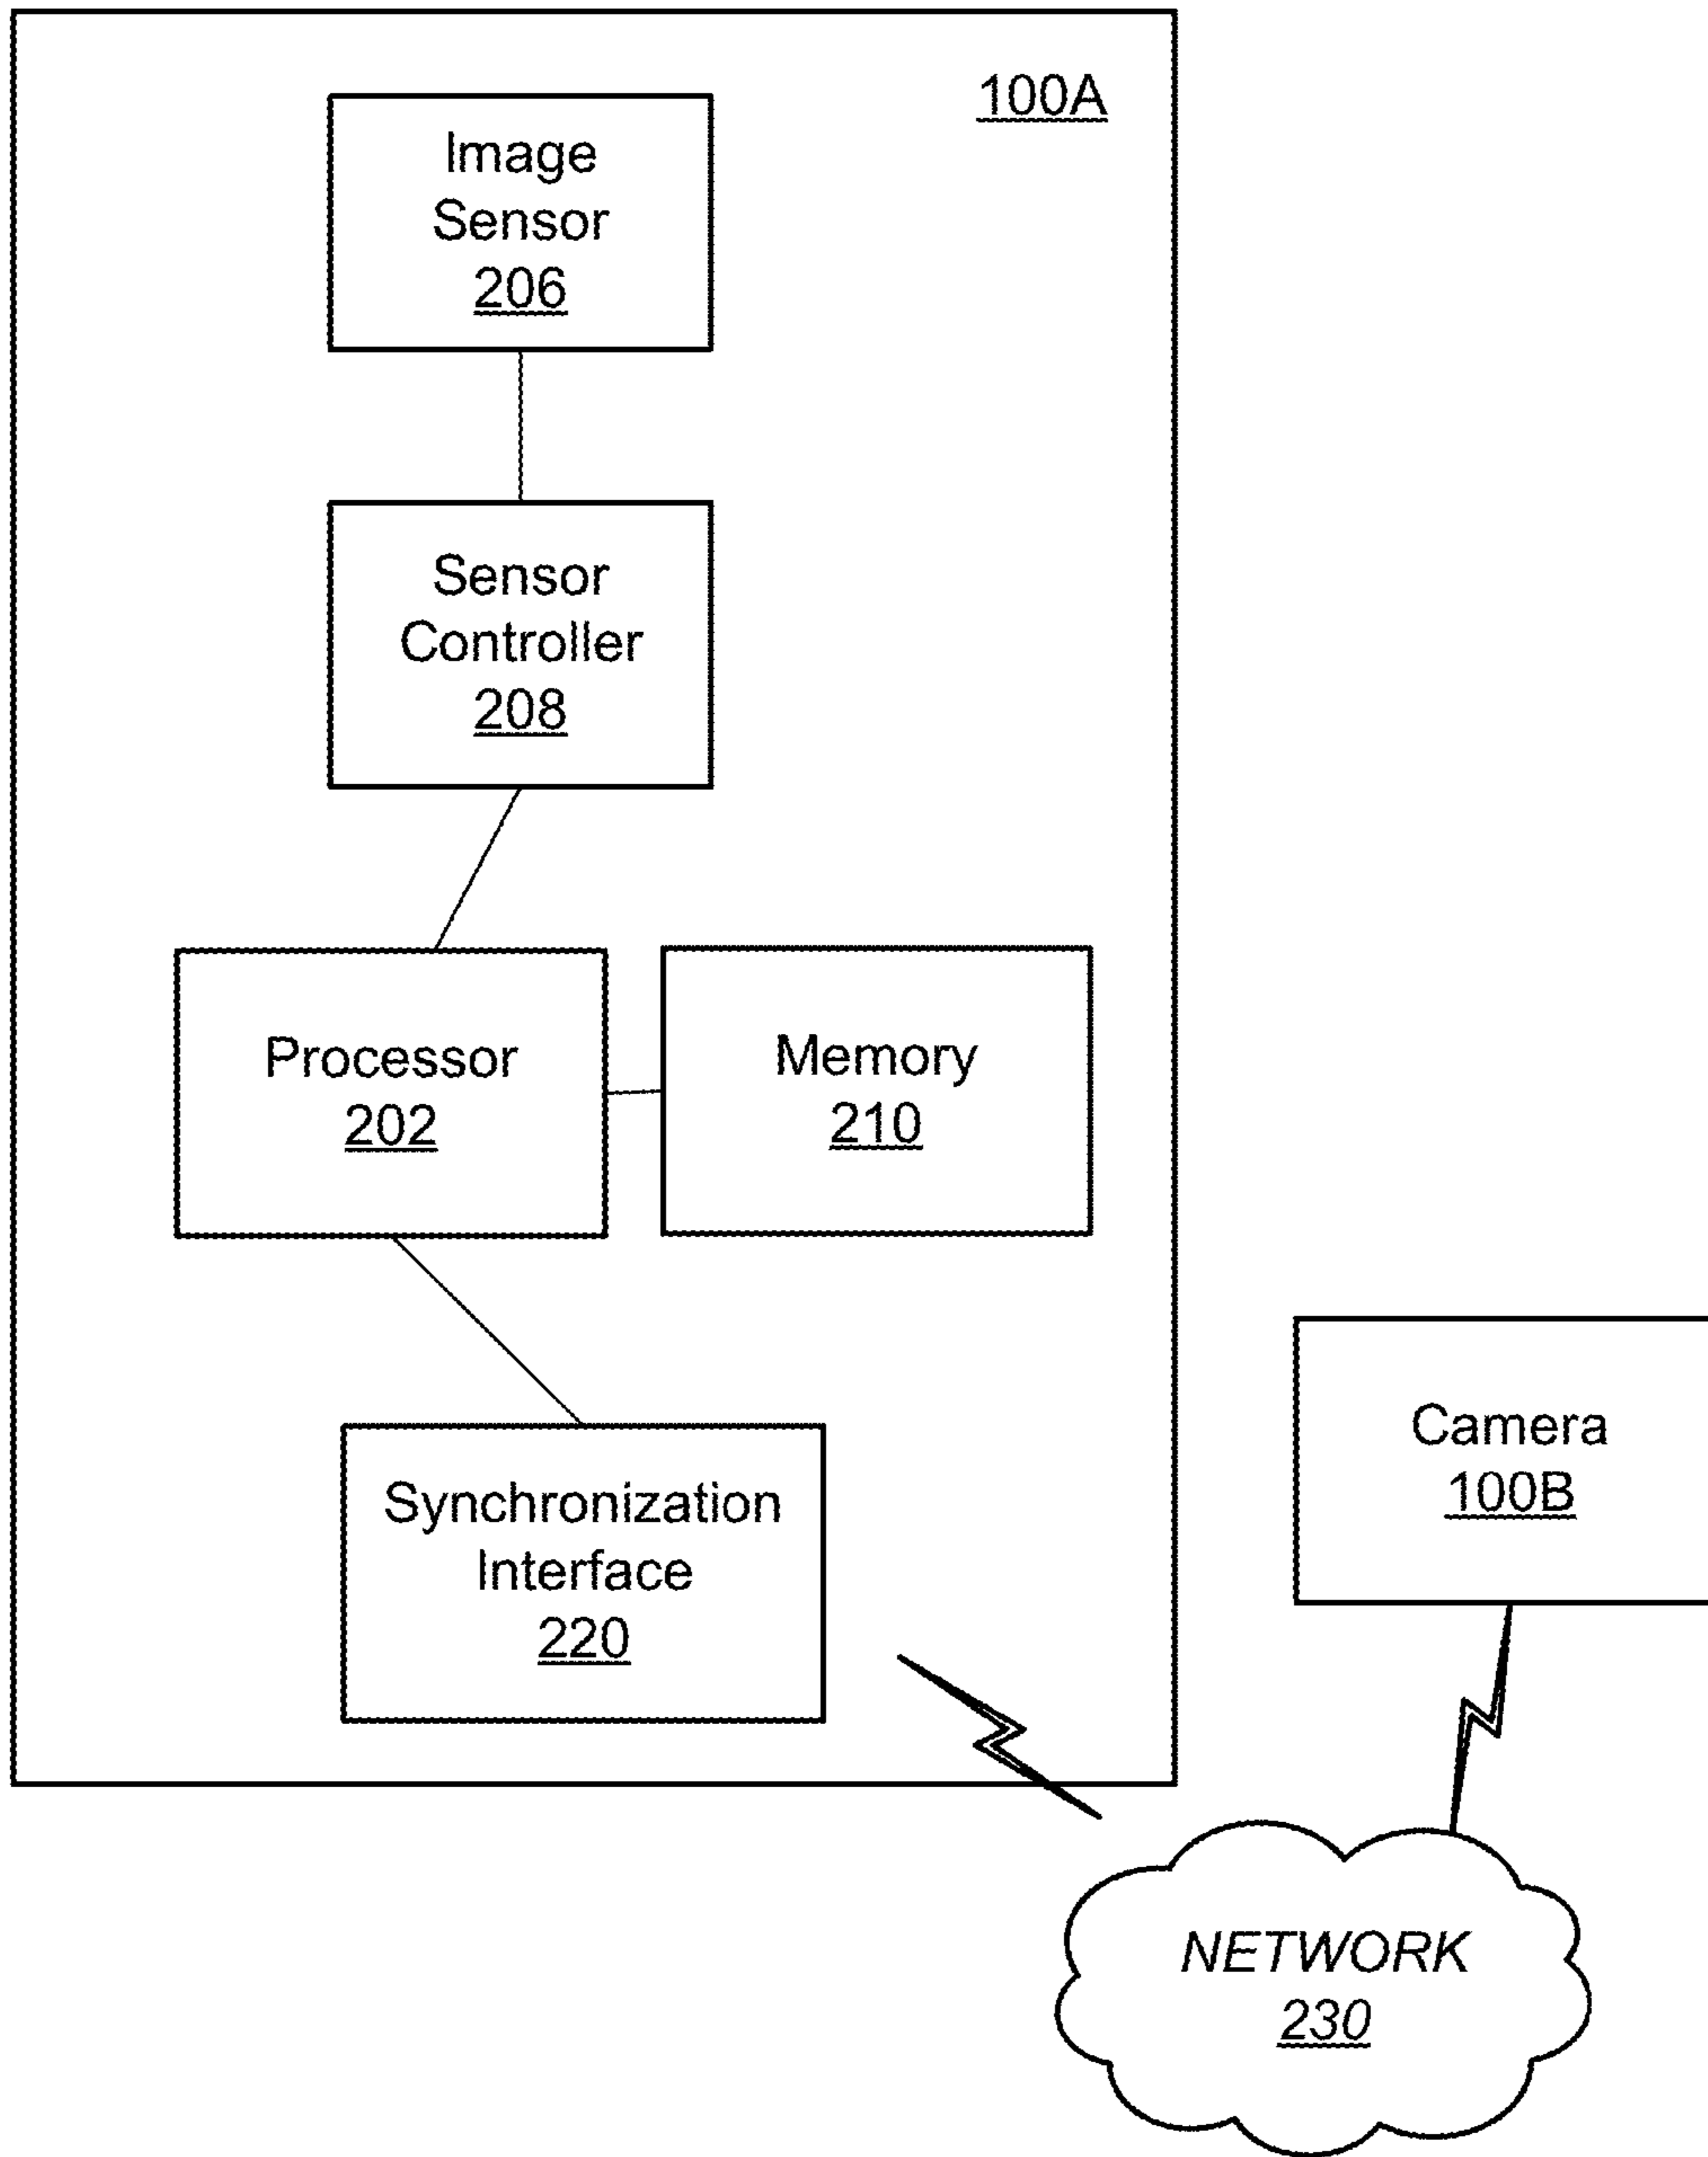 100A
Image
Sensor
206
Sensor
Controller
208
Processor
202
Memory
210
Synchronization
Interface
220
Camera
100B
NETWORK
230